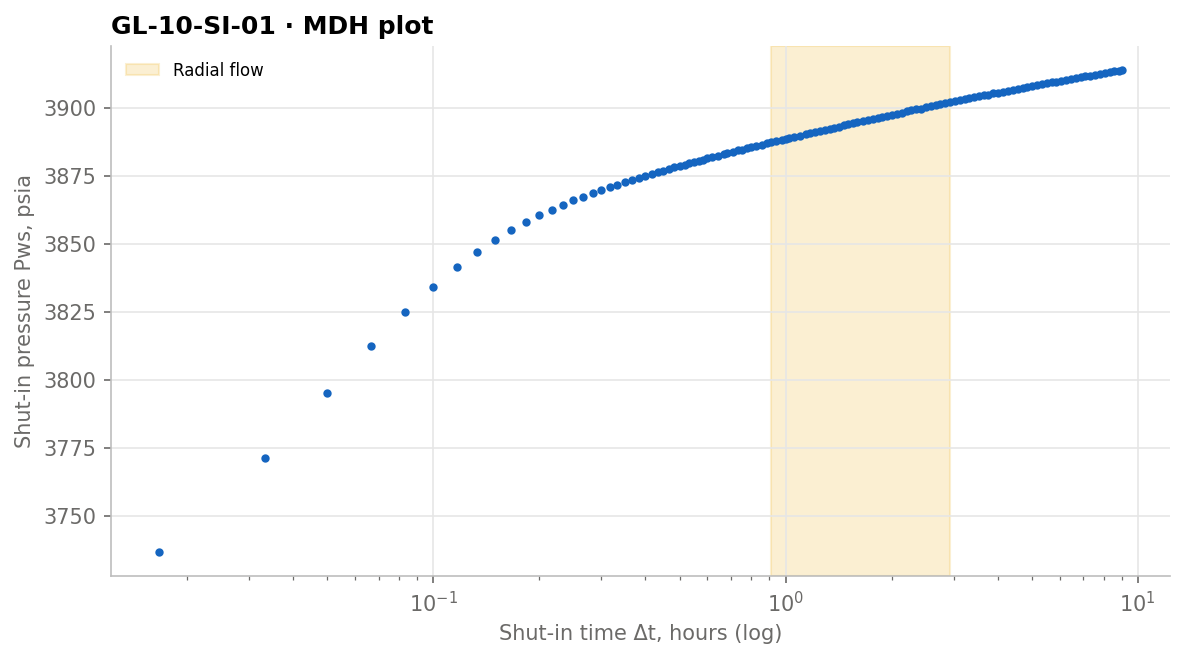 GL-10-SI-01 · MDH plot
Radial flow
Shut-in pressure Pws, psia
3900
3875
3850
3825
3800
3775
3750
10⁻¹
10⁰
10¹
Shut-in time Δt, hours (log)